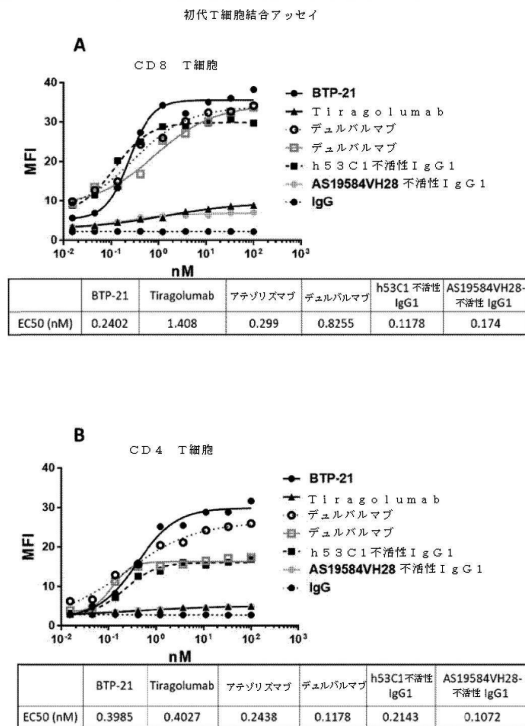 初代T細胞結合アッセイ
A
CD8 T細胞
MFI
40
30
20
10
0
10-2
10-1
100
101
102
103
nM
BTP-21
Tiragolumab
デュルバルマブ
デュルバルマブ
h53C1不活性IgG1
AS19584VH28 不活性IgG1
IgG
BTP-21 Tiragolumab アテゾリズマブ デュルバルマブ h53C1 不活性 IgG1 AS19584VH28-不活性 IgG1
EC50 (nM) 0.2402 1.408 0.299 0.8255 0.1178 0.174
B
CD4 T細胞
MFI
40
30
20
10
0
10-2
10-1
100
101
102
103
nM
BTP-21
Tiragolumab
デュルバルマブ
デュルバルマブ
h53C1不活性IgG1
AS19584VH28 不活性IgG1
IgG
BTP-21 Tiragolumab アテゾリズマブ デュルバルマブ h53C1不活性 IgG1 AS19584VH28-不活性 IgG1
EC50 (nM) 0.3985 0.4027 0.2438 0.1178 0.2143 0.1072